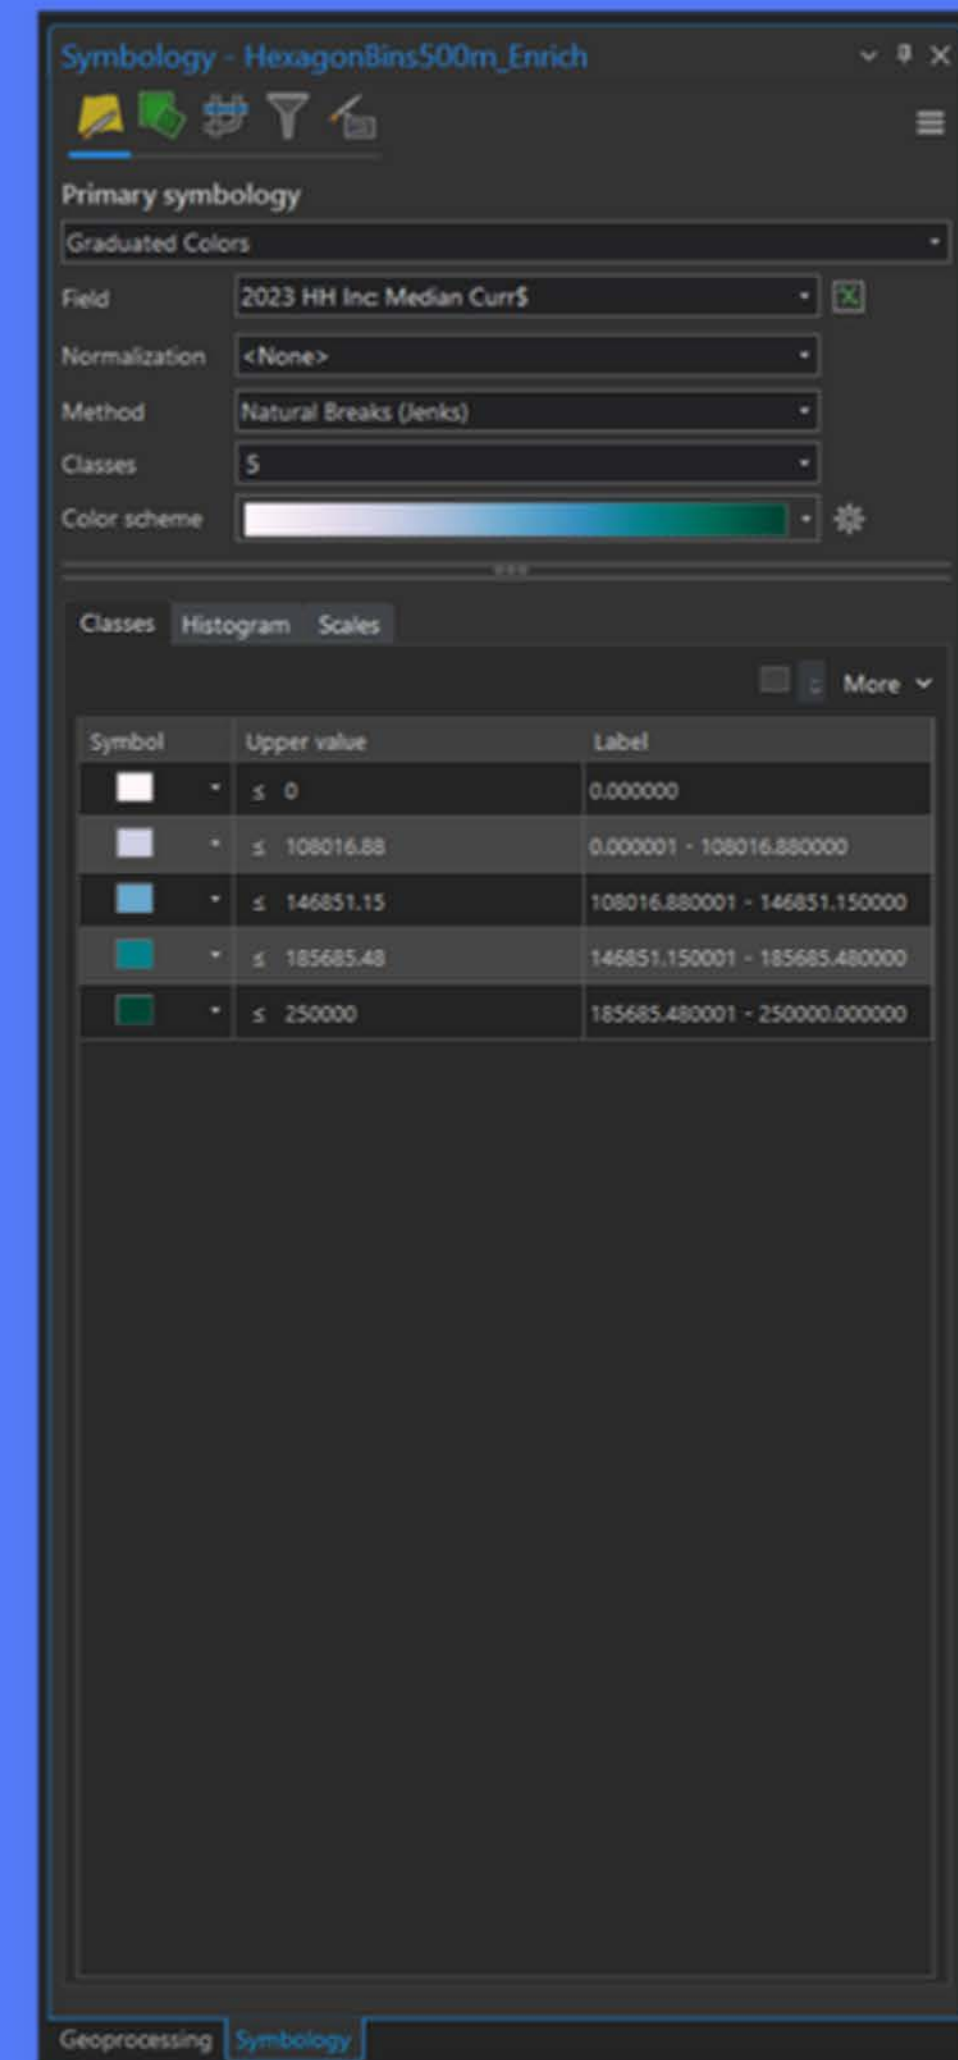 Symbology - HexagonBins500m_Enrich
Primary symbology
Graduated Colors
Field 2023 HH Inc: Median Curr$
Normalization <None>
Method Natural Breaks (Jenks)
Classes 5
Color scheme
Classes Histogram Scales
More
Symbol Upper value Label
≤ 0 0.000000
≤ 108016.88 0.000001 - 108016.880000
≤ 146851.15 108016.880001 - 146851.150000
≤ 185685.48 146851.150001 - 185685.480000
≤ 250000 185685.480001 - 250000.000000
Geoprocessing Symbology